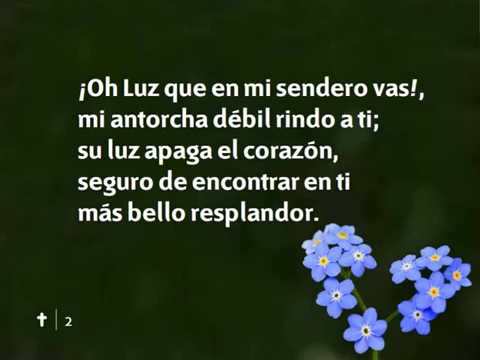 ¡Oh Luz que en mi sendero vas!,
mi antorcha débil rindo a ti;
su luz apaga el corazón,
seguro de encontrar en ti
más bello resplandor.
2